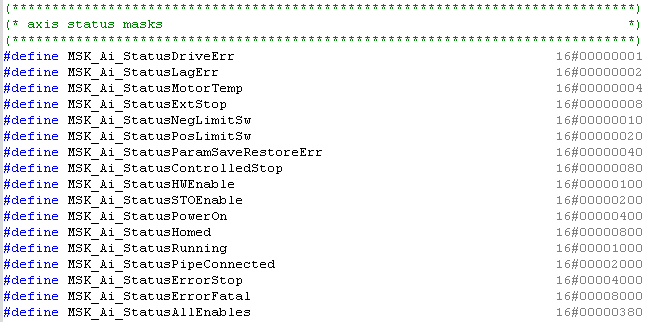 (*******************************************************************************)
(* axis status masks *)
(*******************************************************************************)
#define MSK_Ai_StatusDriveErr 16#00000001
#define MSK_Ai_StatusLagErr 16#00000002
#define MSK_Ai_StatusMotorTemp 16#00000004
#define MSK_Ai_StatusExtStop 16#00000008
#define MSK_Ai_StatusNegLimitSw 16#00000010
#define MSK_Ai_StatusPosLimitSw 16#00000020
#define MSK_Ai_StatusParamSaveRestoreErr 16#00000040
#define MSK_Ai_StatusControlledStop 16#00000080
#define MSK_Ai_StatusHWEnable 16#00000100
#define MSK_Ai_StatusSTOEnable 16#00000200
#define MSK_Ai_StatusPowerOn 16#00000400
#define MSK_Ai_StatusHomed 16#00000800
#define MSK_Ai_StatusRunning 16#00001000
#define MSK_Ai_StatusPipeConnected 16#00002000
#define MSK_Ai_StatusErrorStop 16#00004000
#define MSK_Ai_StatusErrorFatal 16#00008000
#define MSK_Ai_StatusAllEnables 16#00000380